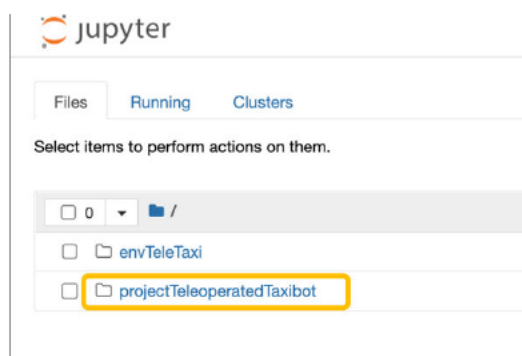 jupyter
Files Running Clusters
Select items to perform actions on them.
0 /
envTeleTaxi
projectTeleoperatedTaxibot